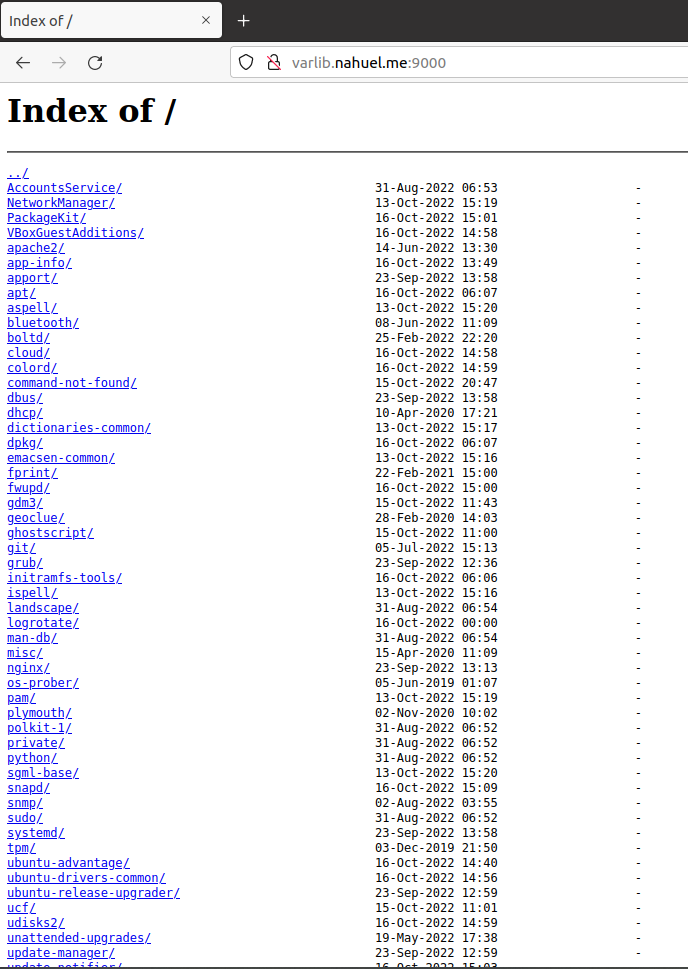 Index of /
varlib.nahuel.me:9000
Index of /
../
AccountsService/ 31-Aug-2022 06:53 -
NetworkManager/ 13-Oct-2022 15:19 -
PackageKit/ 16-Oct-2022 15:01 -
VBoxGuestAdditions/ 16-Oct-2022 14:58 -
apache2/ 14-Jun-2022 13:30 -
app-info/ 16-Oct-2022 13:49 -
apport/ 23-Sep-2022 13:58 -
apt/ 16-Oct-2022 06:07 -
aspell/ 13-Oct-2022 15:20 -
bluetooth/ 08-Jun-2022 11:09 -
boltd/ 25-Feb-2022 22:20 -
cloud/ 16-Oct-2022 14:58 -
colord/ 16-Oct-2022 14:59 -
command-not-found/ 15-Oct-2022 20:47 -
dbus/ 23-Sep-2022 13:58 -
dhcp/ 10-Apr-2020 17:21 -
dictionaries-common/ 13-Oct-2022 15:17 -
dpkg/ 16-Oct-2022 06:07 -
emacsen-common/ 13-Oct-2022 15:16 -
fprint/ 22-Feb-2021 15:00 -
fwupd/ 16-Oct-2022 15:00 -
gdm3/ 15-Oct-2022 11:43 -
geoclue/ 28-Feb-2020 14:03 -
ghostscript/ 15-Oct-2022 11:00 -
git/ 05-Jul-2022 15:13 -
grub/ 23-Sep-2022 12:36 -
initramfs-tools/ 16-Oct-2022 06:06 -
ispell/ 13-Oct-2022 15:16 -
landscape/ 31-Aug-2022 06:54 -
logrotate/ 16-Oct-2022 00:00 -
man-db/ 31-Aug-2022 06:54 -
misc/ 15-Apr-2020 11:09 -
nginx/ 23-Sep-2022 13:13 -
os-prober/ 05-Jun-2019 01:07 -
pam/ 13-Oct-2022 15:19 -
plymouth/ 02-Nov-2020 10:02 -
polkit-1/ 31-Aug-2022 06:52 -
private/ 31-Aug-2022 06:52 -
python/ 31-Aug-2022 06:52 -
sgml-base/ 13-Oct-2022 15:20 -
snapd/ 16-Oct-2022 15:09 -
snmp/ 02-Aug-2022 03:55 -
sudo/ 31-Aug-2022 06:52 -
systemd/ 23-Sep-2022 13:58 -
tpm/ 03-Dec-2019 21:50 -
ubuntu-advantage/ 16-Oct-2022 14:40 -
ubuntu-drivers-common/ 16-Oct-2022 14:56 -
ubuntu-release-upgrader/ 23-Sep-2022 12:59 -
ucf/ 15-Oct-2022 11:01 -
udisks2/ 16-Oct-2022 14:59 -
unattended-upgrades/ 19-May-2022 17:38 -
update-manager/ 23-Sep-2022 12:59 -
update-notifier/ 16-Oct-2022 15:03 -